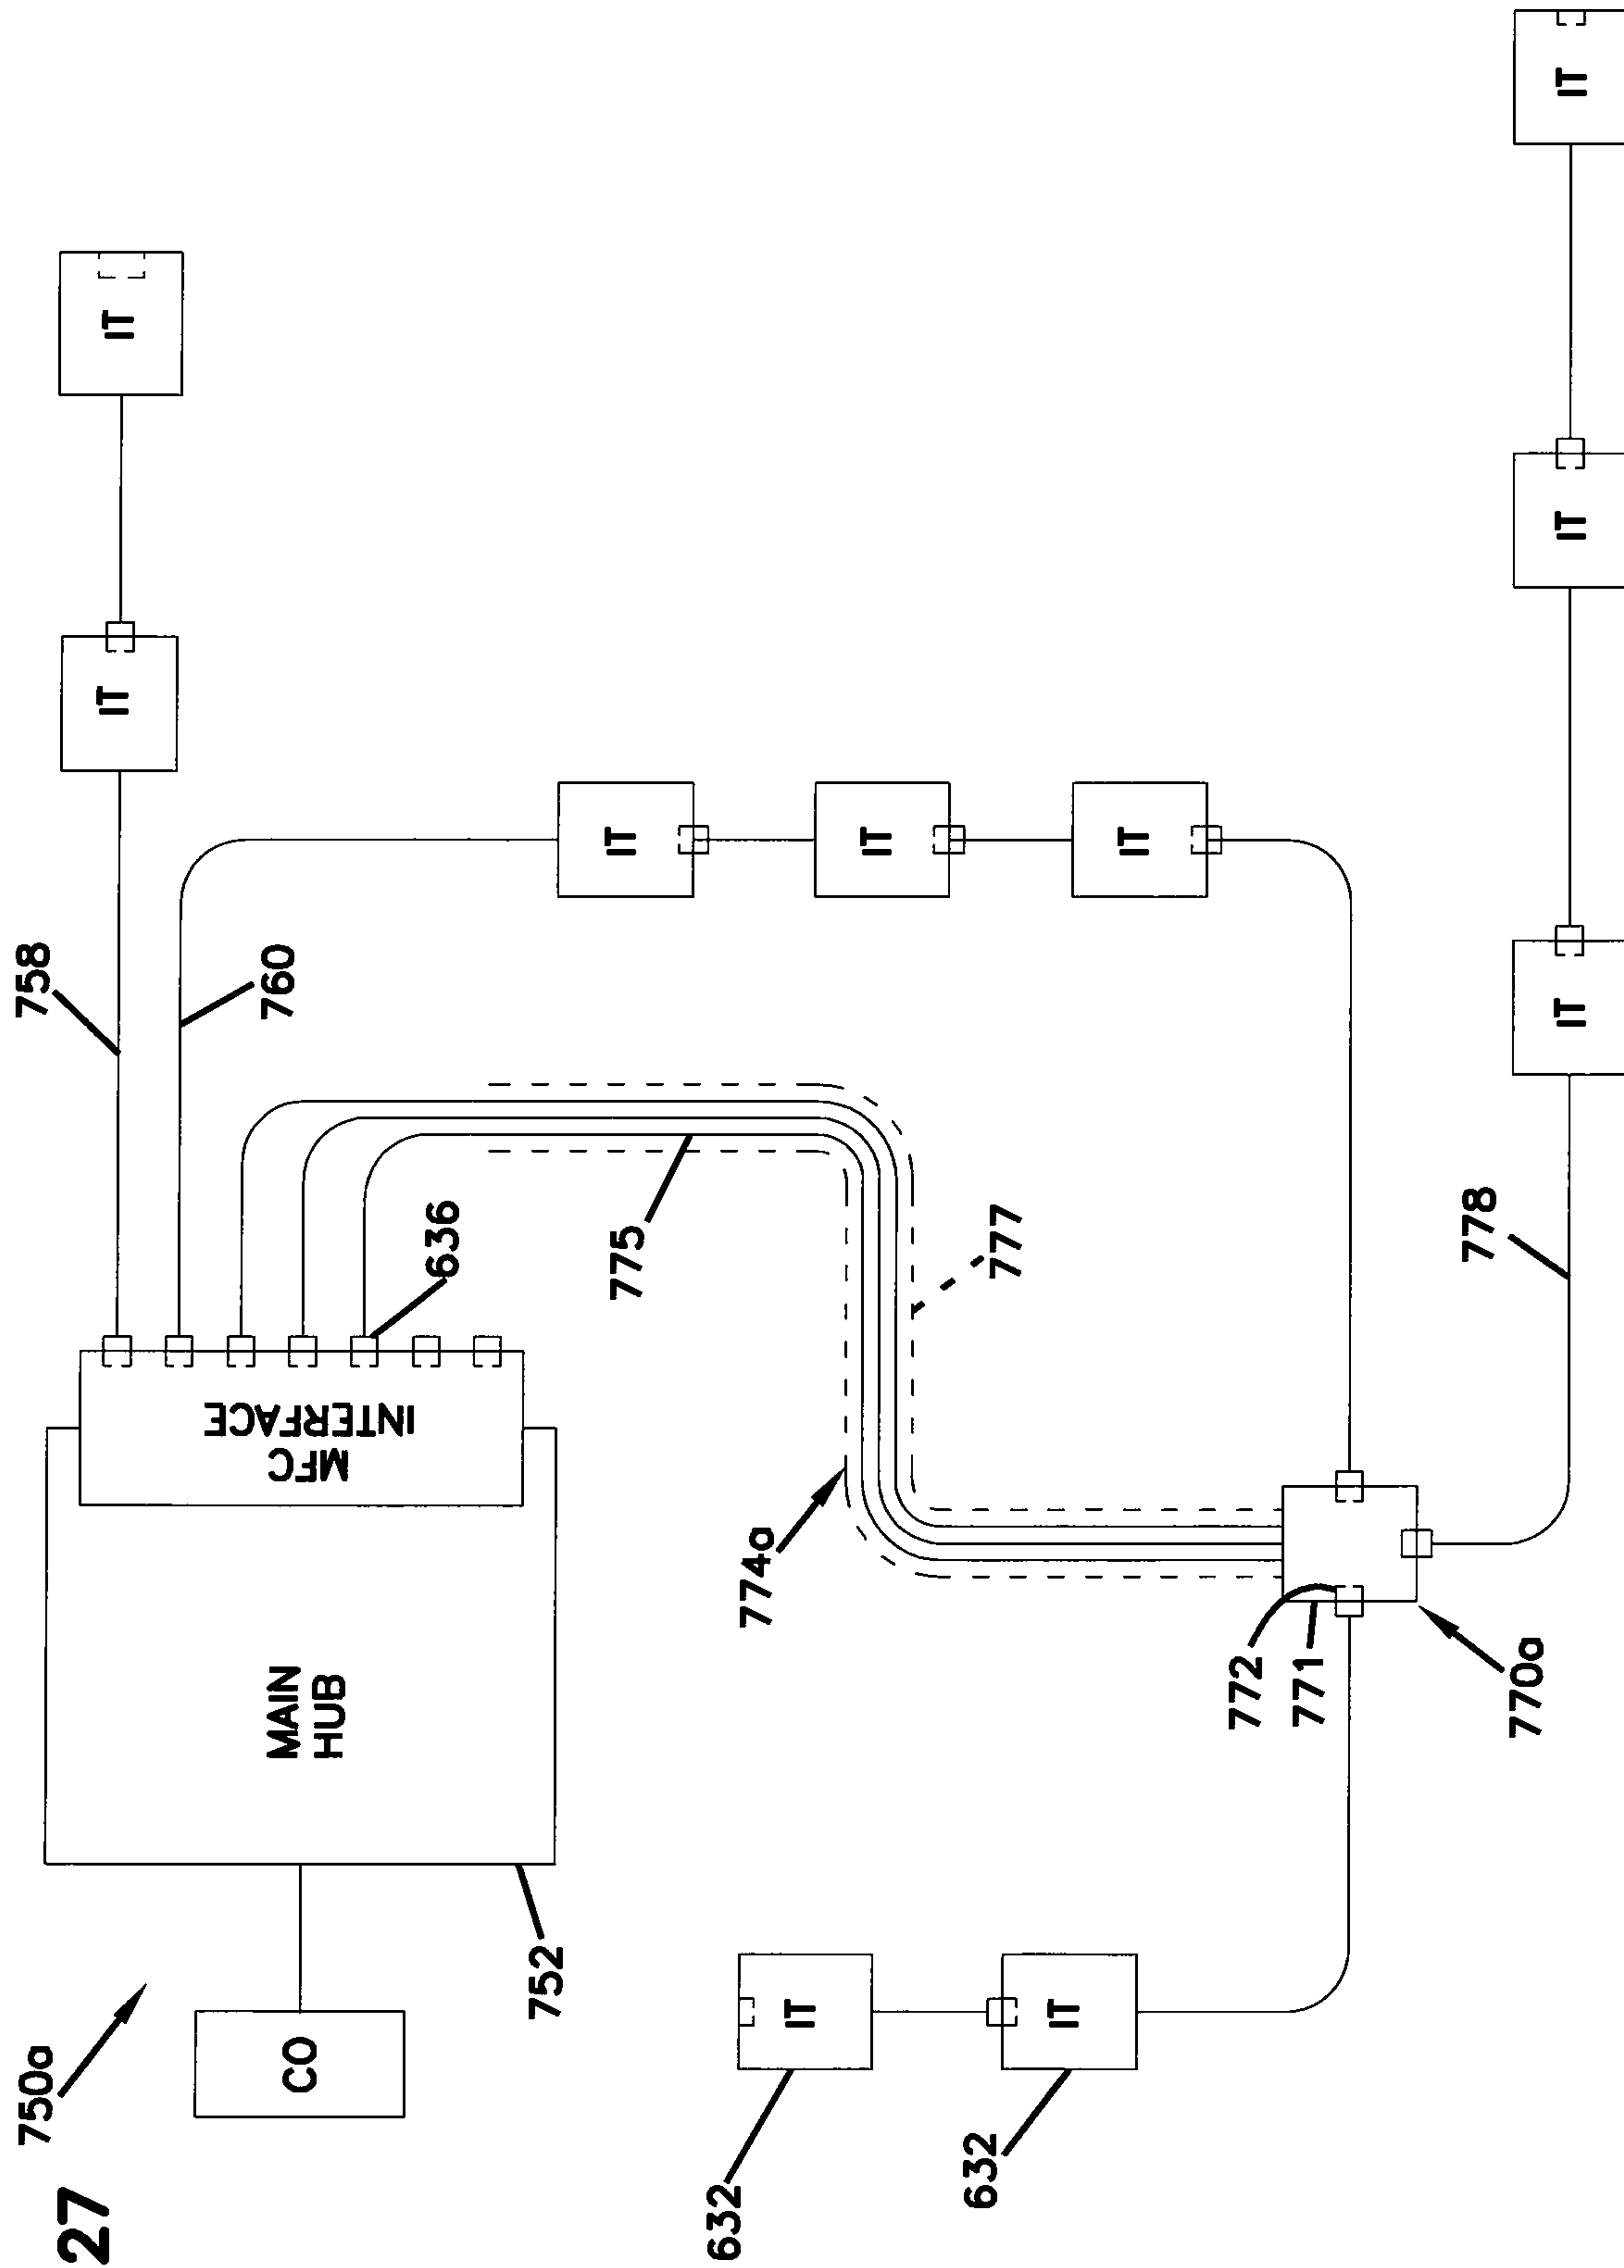 27
750a
CO
752
MAIN
HUB
MFC
INTERFACE
636
758
760
IT
IT
775
777
774a
IT
IT
IT
632
IT
632
IT
772
771
770a
778
IT
IT
IT